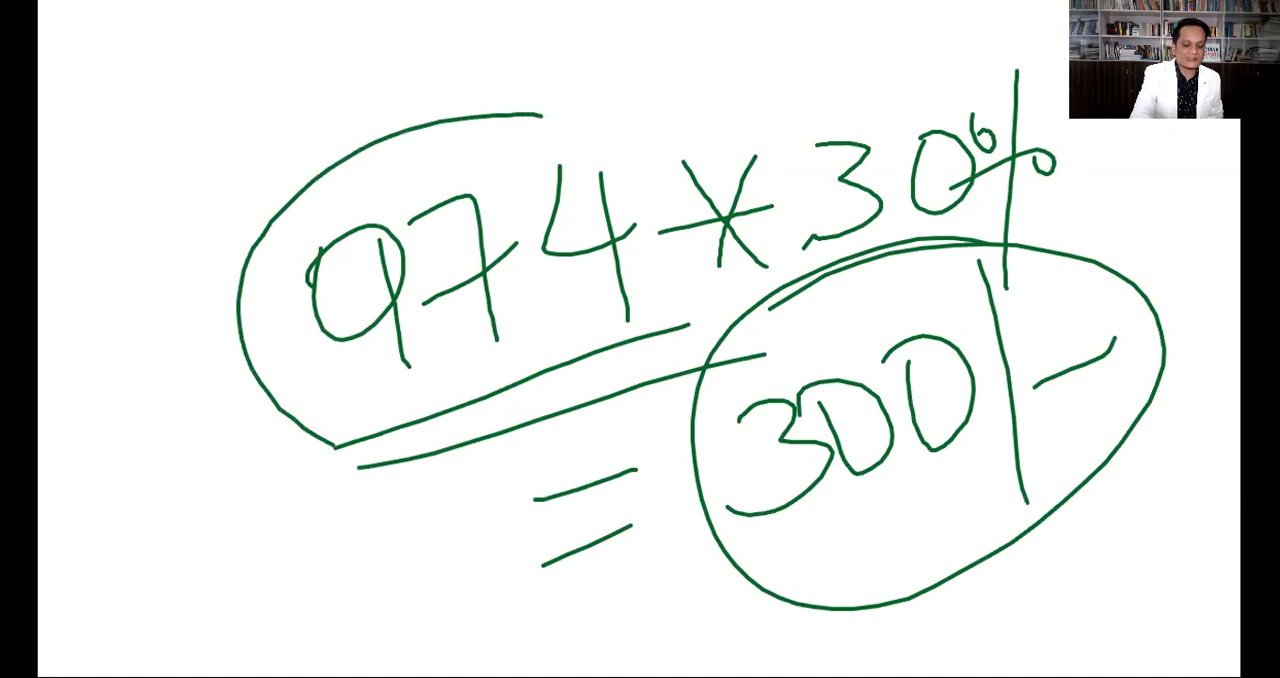 974 * 30%
= 300/-